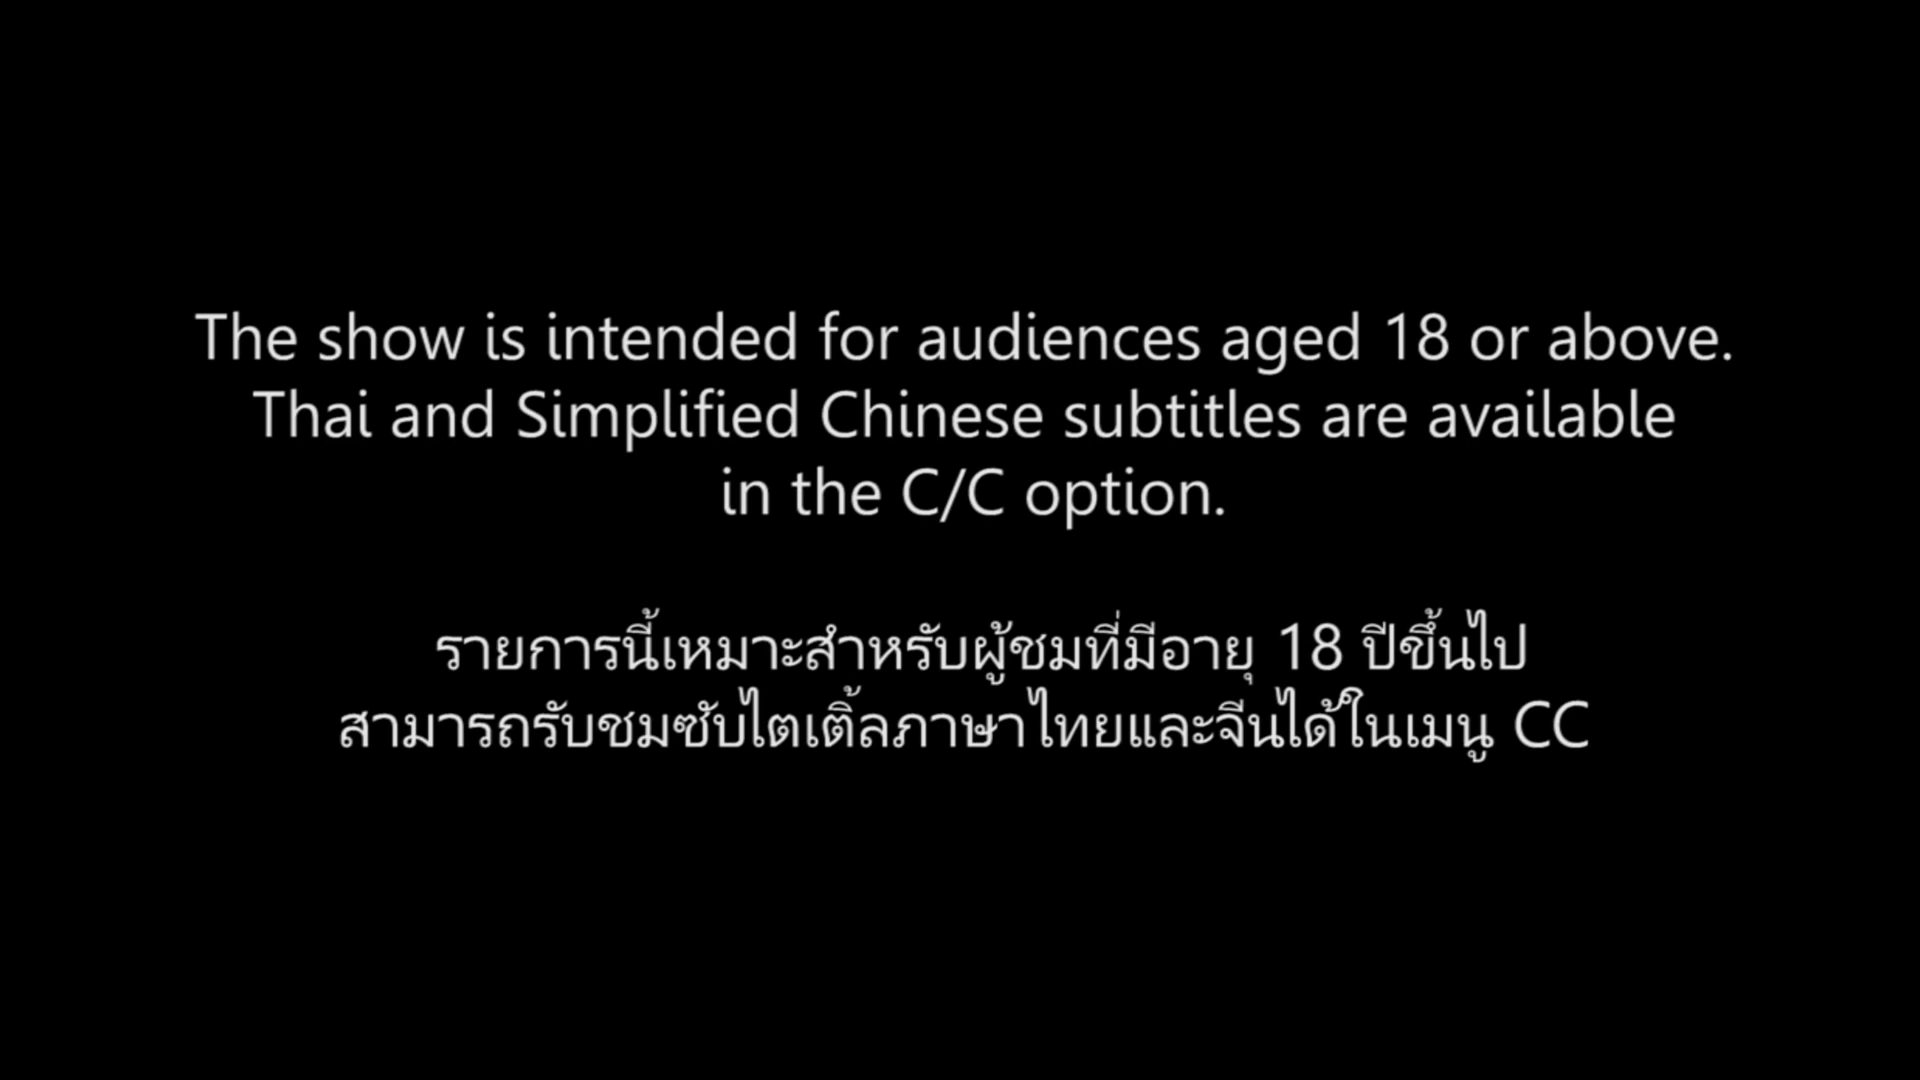 The show is intended for audiences aged 18 or above.
Thai and Simplified Chinese subtitles are available
in the C/C option.
รายการนี้เหมาะสำหรับผู้ชมที่มีอายุ 18 ปีขึ้นไป
สามารถรับชมซับไตเติ้ลภาษาไทยและจีนได้ในเมนู CC